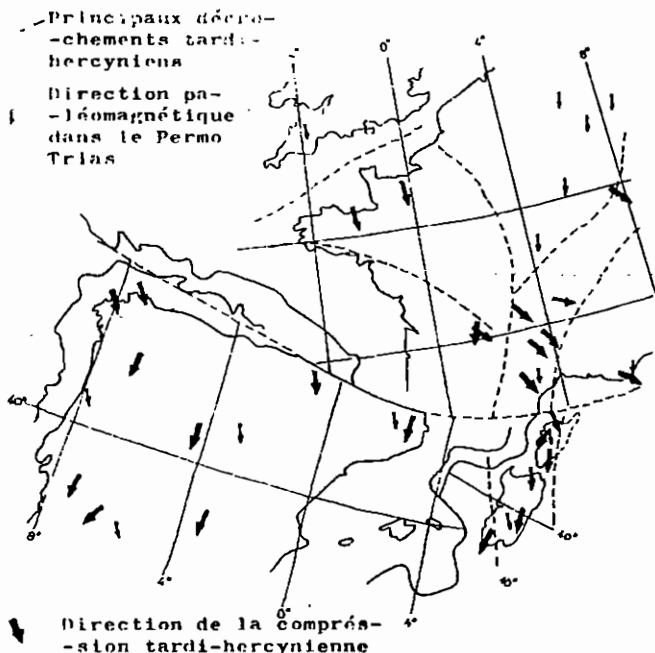 Principaux décro-
-chements tardi-
hercyniens
Direction pa-
-léomagnétique
dans le Permo
Trias
0°
4°
8°
40°
8°
4°
0°
4°
40°
Direction de la comprés-
-sion tardi-hercynienne